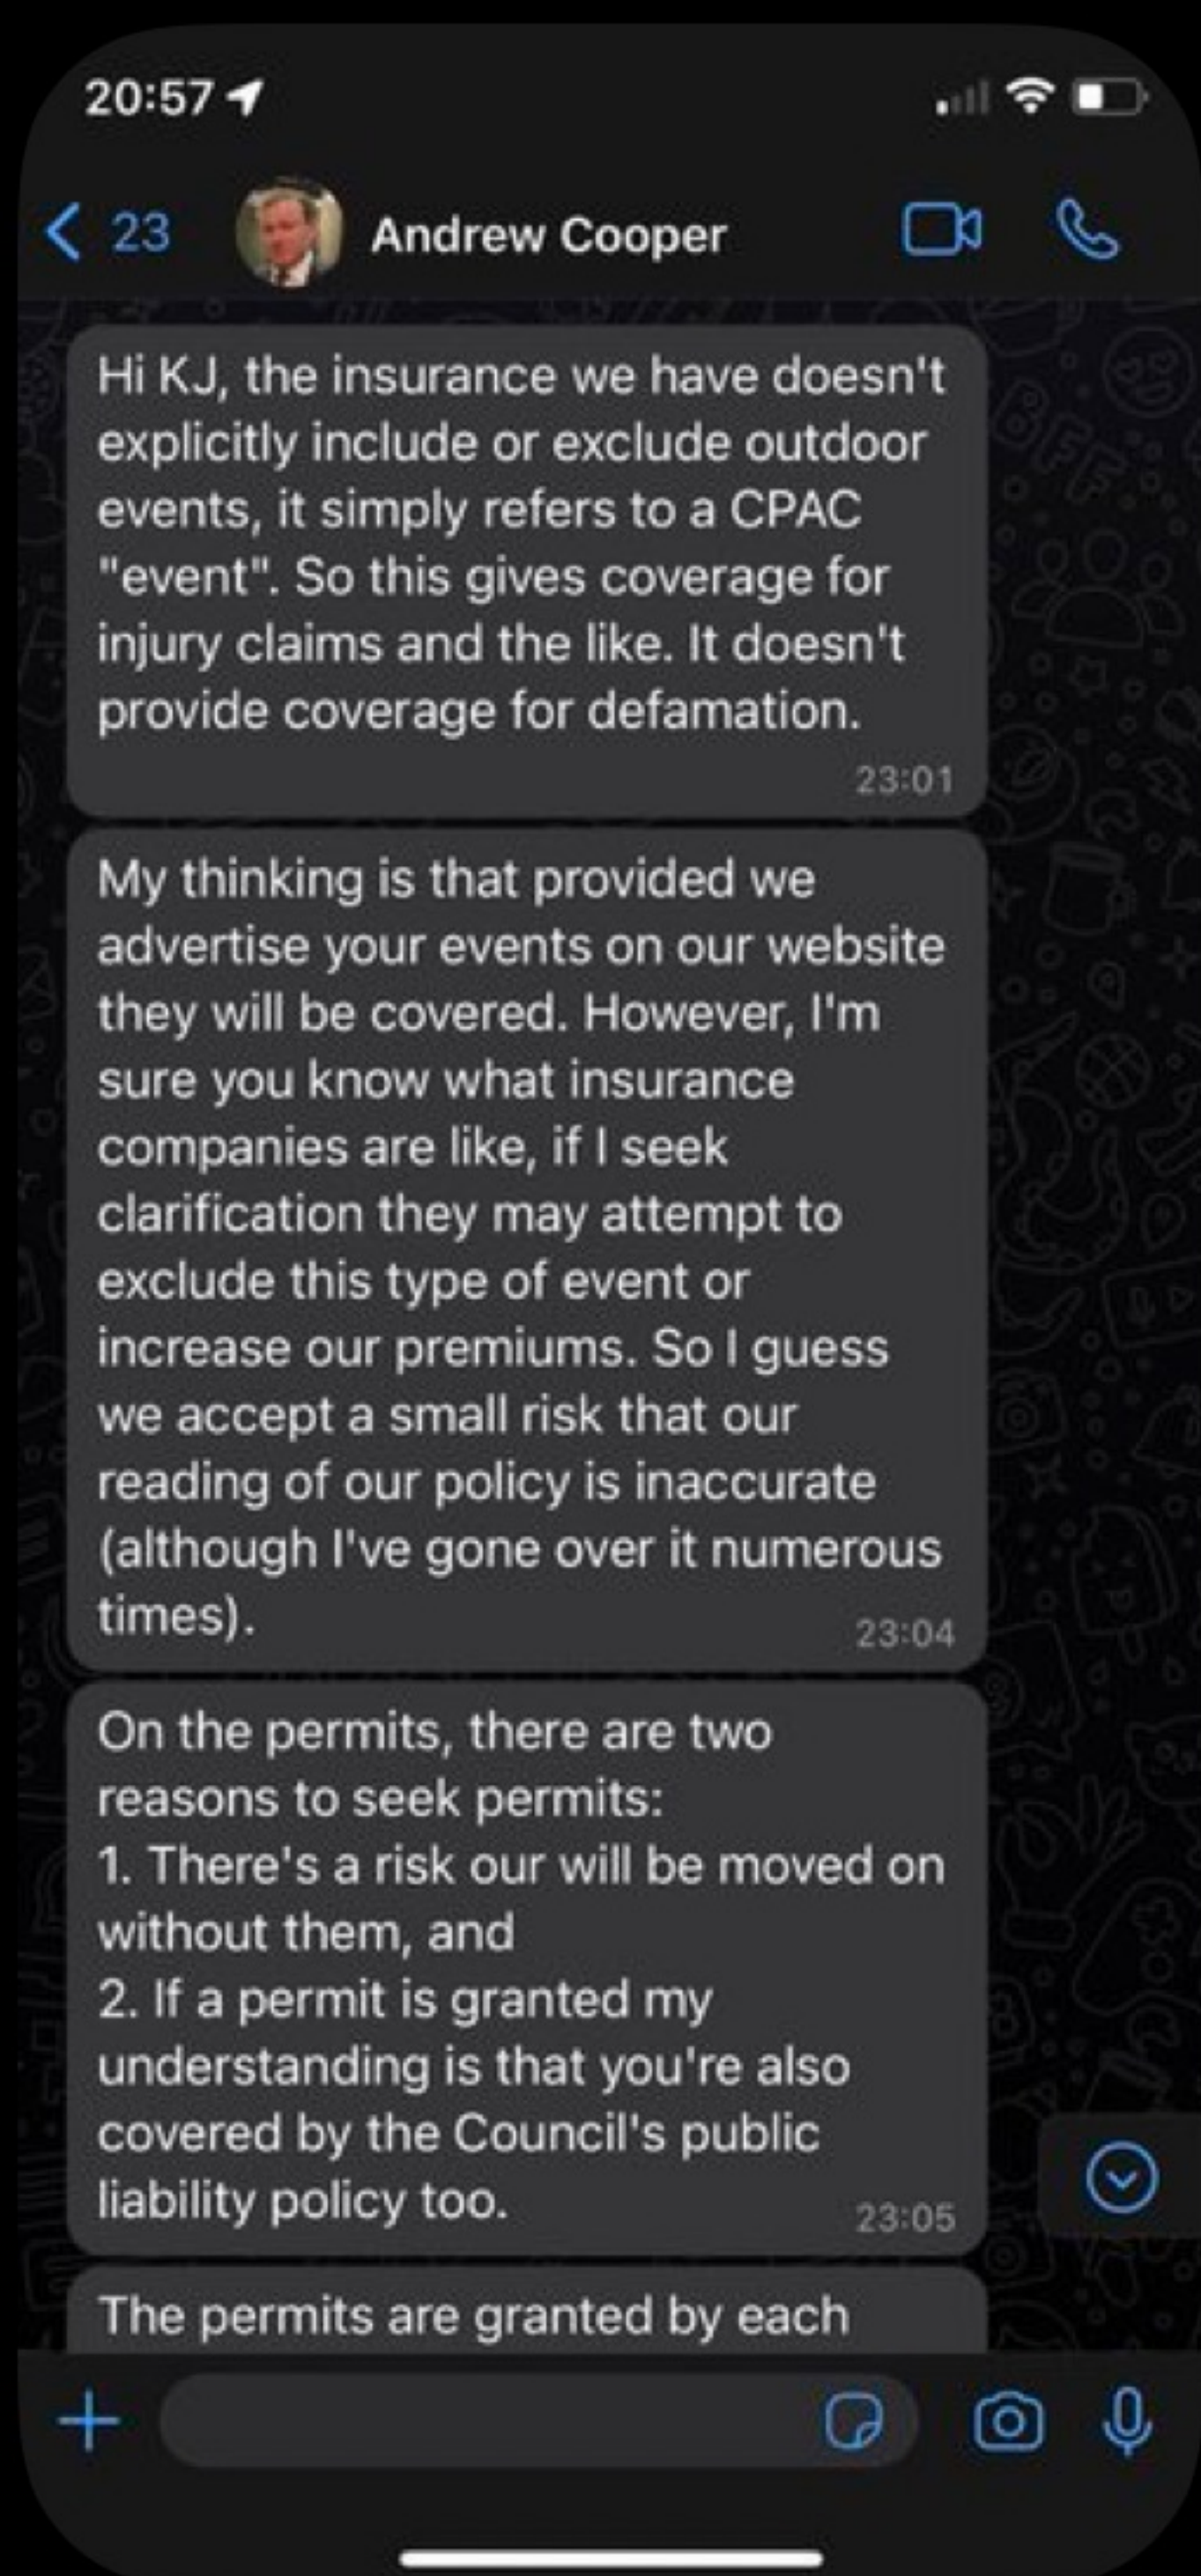 20:57
23
Andrew Cooper
Hi KJ, the insurance we have doesn't
explicitly include or exclude outdoor
events, it simply refers to a CPAC
"event". So this gives coverage for
injury claims and the like. It doesn't
provide coverage for defamation.
23:01
My thinking is that provided we
advertise your events on our website
they will be covered. However, I'm
sure you know what insurance
companies are like, if I seek
clarification they may attempt to
exclude this type of event or
increase our premiums. So I guess
we accept a small risk that our
reading of our policy is inaccurate
(although I've gone over it numerous
times).
23:04
On the permits, there are two
reasons to seek permits:
1. There's a risk our will be moved on
without them, and
2. If a permit is granted my
understanding is that you're also
covered by the Council's public
liability policy too.
23:05
The permits are granted by each